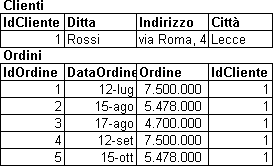 Clienti
IdCliente Ditta Indirizzo Città
1 Rossi via Roma, 4 Lecce
Ordini
IdOrdine DataOrdine Ordine IdCliente
1 12-lug 7.500.000 1
2 15-ago 5.478.000 1
3 17-ago 4.700.000 1
4 12-set 7.500.000 1
5 15-ott 5.478.000 1